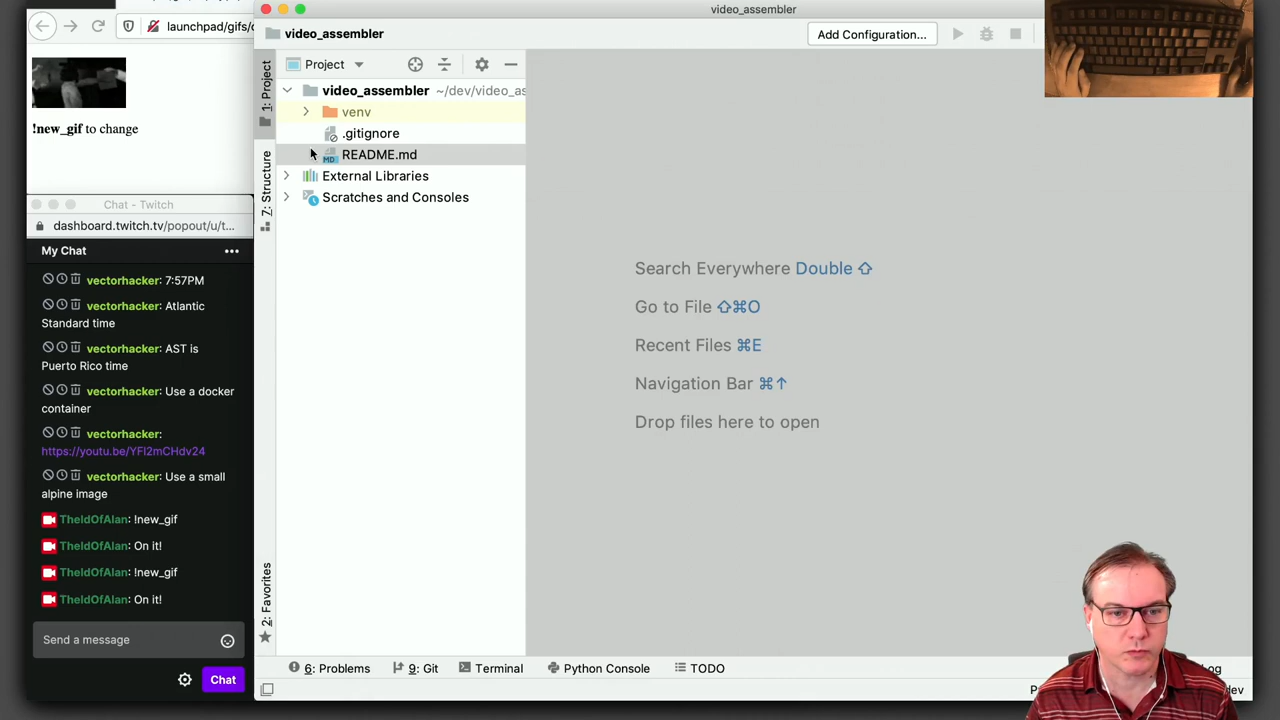 launchpad/gifs/
!new_gif to change
Chat - Twitch
dashboard.twitch.tv/popout/u/t...
My Chat
vectorhacker: 7:57PM
vectorhacker: Atlantic
Standard time
vectorhacker: AST is
Puerto Rico time
vectorhacker: Use a docker
container
vectorhacker:
https://youtu.be/YFl2mCHdv24
vectorhacker: Use a small
alpine image
TheIdOfAlan: !new_gif
TheIdOfAlan: On it!
TheIdOfAlan: !new_gif
TheIdOfAlan: On it!
Send a message
Chat
video_assembler
video_assembler
Add Configuration...
1: Project
7: Structure
2: Favorites
Project
video_assembler ~/dev/video_as
venv
.gitignore
MD README.md
External Libraries
Scratches and Consoles
Search Everywhere Double ⇧
Go to File ⇧⌘O
Recent Files ⌘E
Navigation Bar ⌘↑
Drop files here to open
6: Problems
9: Git
Terminal
Python Console
TODO